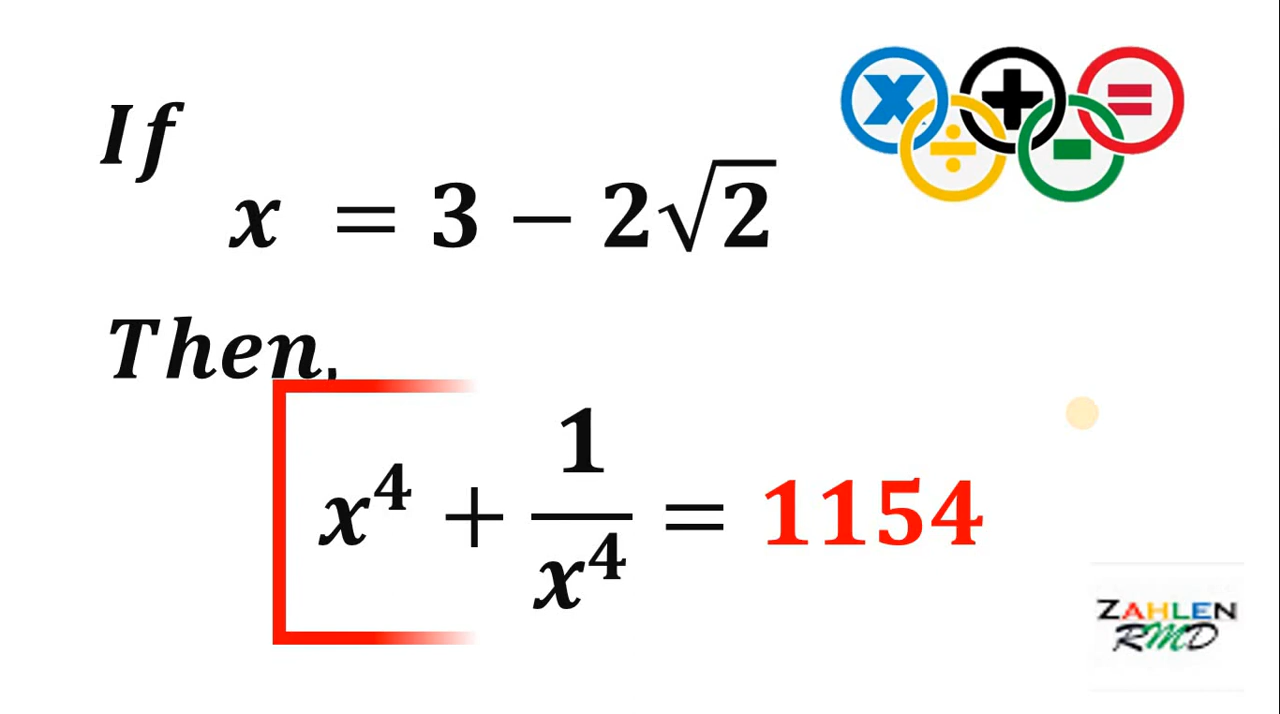 If
x = 3 − 2√2
Then,
x⁴ + 1/x⁴ = 1154
ZAHLEN
RMD